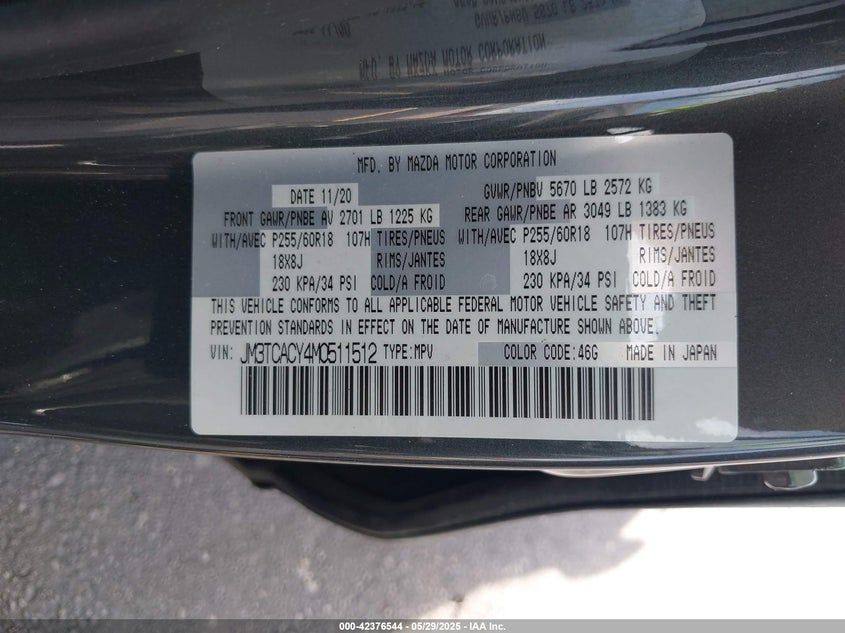 MFD. BY MAZDA MOTOR CORPORATION
DATE 11/20 GVWR/PNBV 5670 LB 2572 KG
FRONT GAWR/PNBE AV 2701 LB 1225 KG REAR GAWR/PNBE AR 3049 LB 1383 KG
WITH/AVEC P255/60R18 107H TIRES/PNEUS WITH/AVEC P255/60R18 107H TIRES/PNEUS
18X8J RIMS/JANTES 18X8J RIMS/JANTES
230 KPA/34 PSI COLD/A FROID 230 KPA/34 PSI COLD/A FROID
THIS VEHICLE CONFORMS TO ALL APPLICABLE FEDERAL MOTOR VEHICLE SAFETY AND THEFT
PREVENTION STANDARDS IN EFFECT ON THE DATE OF MANUFACTURE SHOWN ABOVE.
VIN: JM3TCACY4M0511512 TYPE:MPV COLOR CODE:46G MADE IN JAPAN
000-42376544 - 05/29/2025 - IAA Inc.